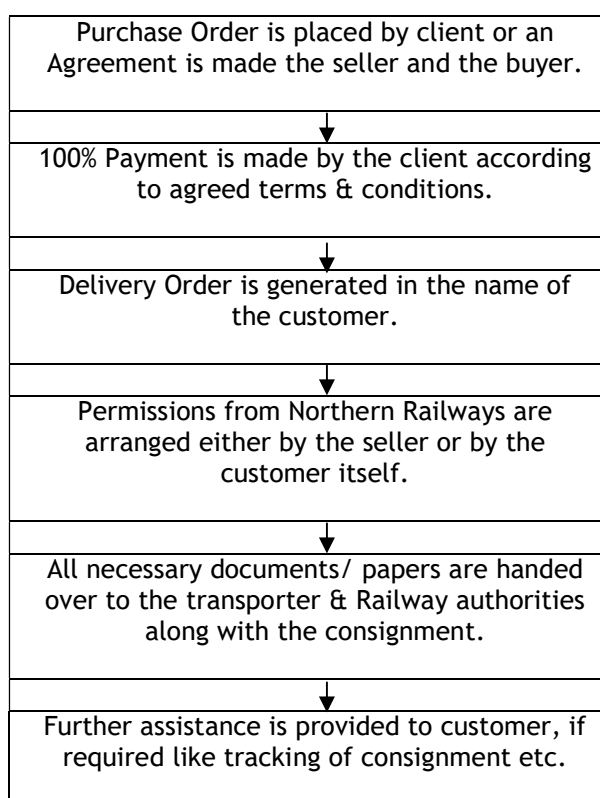 Purchase Order is placed by client or an
Agreement is made the seller and the buyer.
100% Payment is made by the client according
to agreed terms & conditions.
Delivery Order is generated in the name of
the customer.
Permissions from Northern Railways are
arranged either by the seller or by the
customer itself.
All necessary documents/ papers are handed
over to the transporter & Railway authorities
along with the consignment.
Further assistance is provided to customer, if
required like tracking of consignment etc.